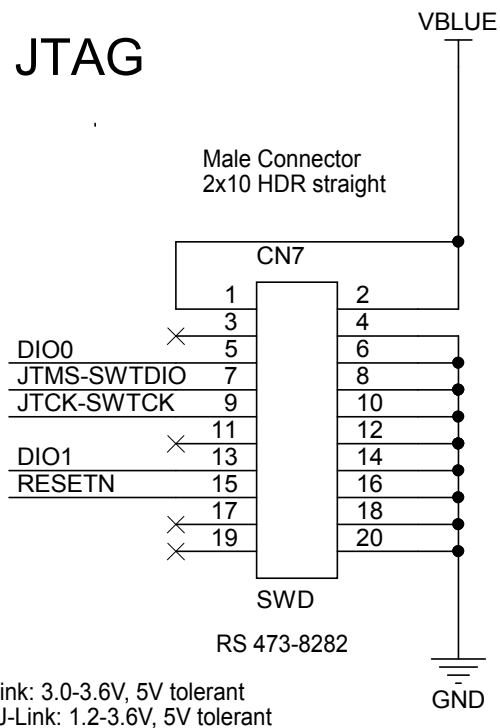 VBLUE
JTAG
Male Connector
2x10 HDR straight
CN7
1 2
3 4
DIO0 5 6
JTMS-SWTDIO 7 8
JTCK-SWTCK 9 10
11 12
DIO1 13 14
RESETN 15 16
17 18
19 20
SWD
RS 473-8282
GND
ink: 3.0-3.6V, 5V tolerant
J-Link: 1.2-3.6V, 5V tolerant